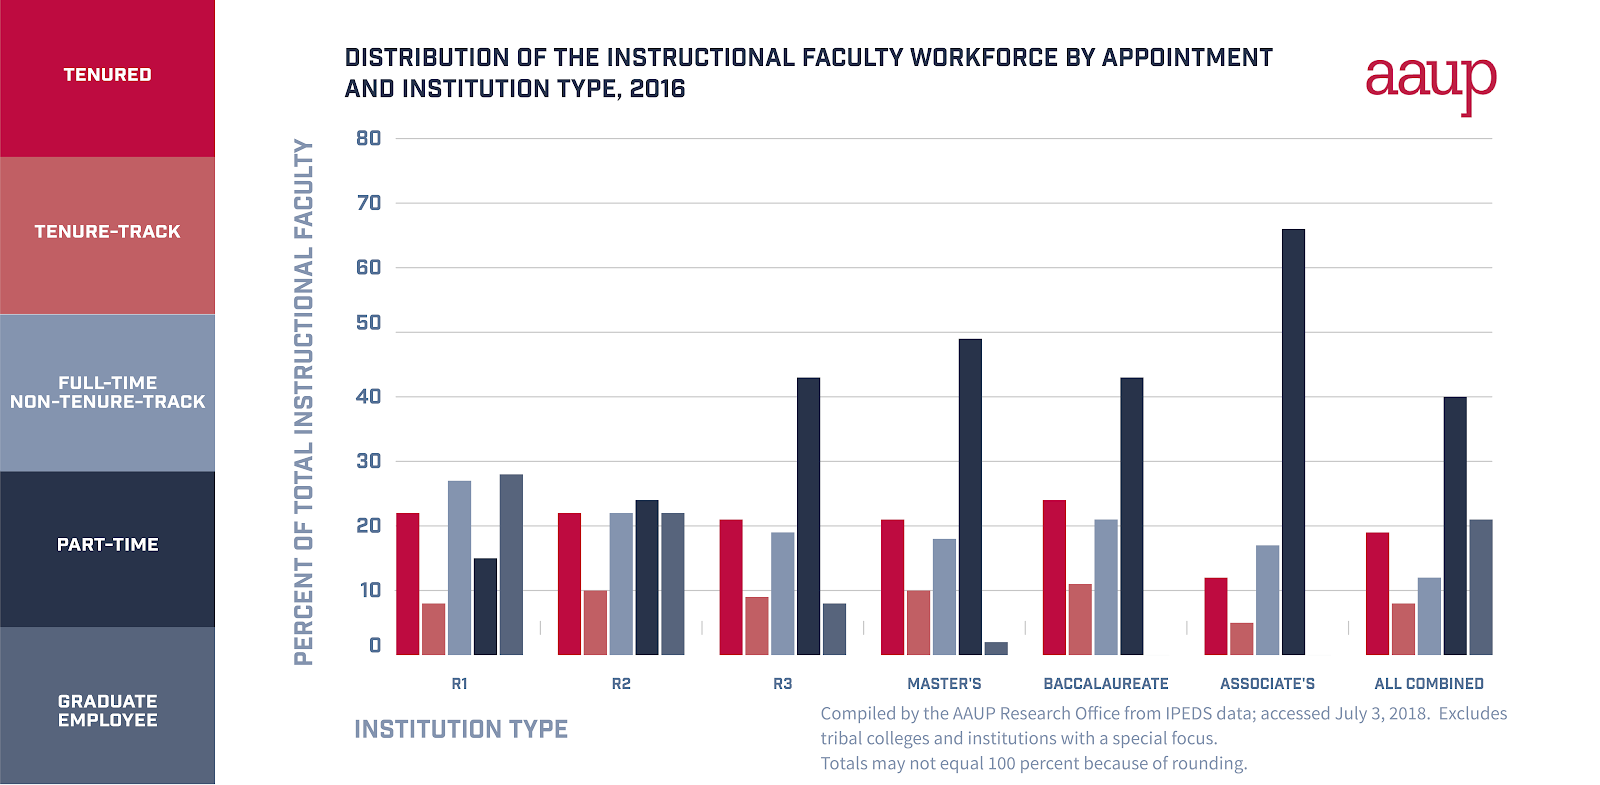 TENURED
TENURE-TRACK
FULL-TIME
NON-TENURE-TRACK
PART-TIME
GRADUATE
EMPLOYEE
DISTRIBUTION OF THE INSTRUCTIONAL FACULTY WORKFORCE BY APPOINTMENT
AND INSTITUTION TYPE, 2016
aaup
PERCENT OF TOTAL INSTRUCTIONAL FACULTY
80
70
60
50
40
30
20
10
0
R1 R2 R3 MASTER'S BACCALAUREATE ASSOCIATE'S ALL COMBINED
INSTITUTION TYPE
Compiled by the AAUP Research Office from IPEDS data; accessed July 3, 2018. Excludes
tribal colleges and institutions with a special focus.
Totals may not equal 100 percent because of rounding.